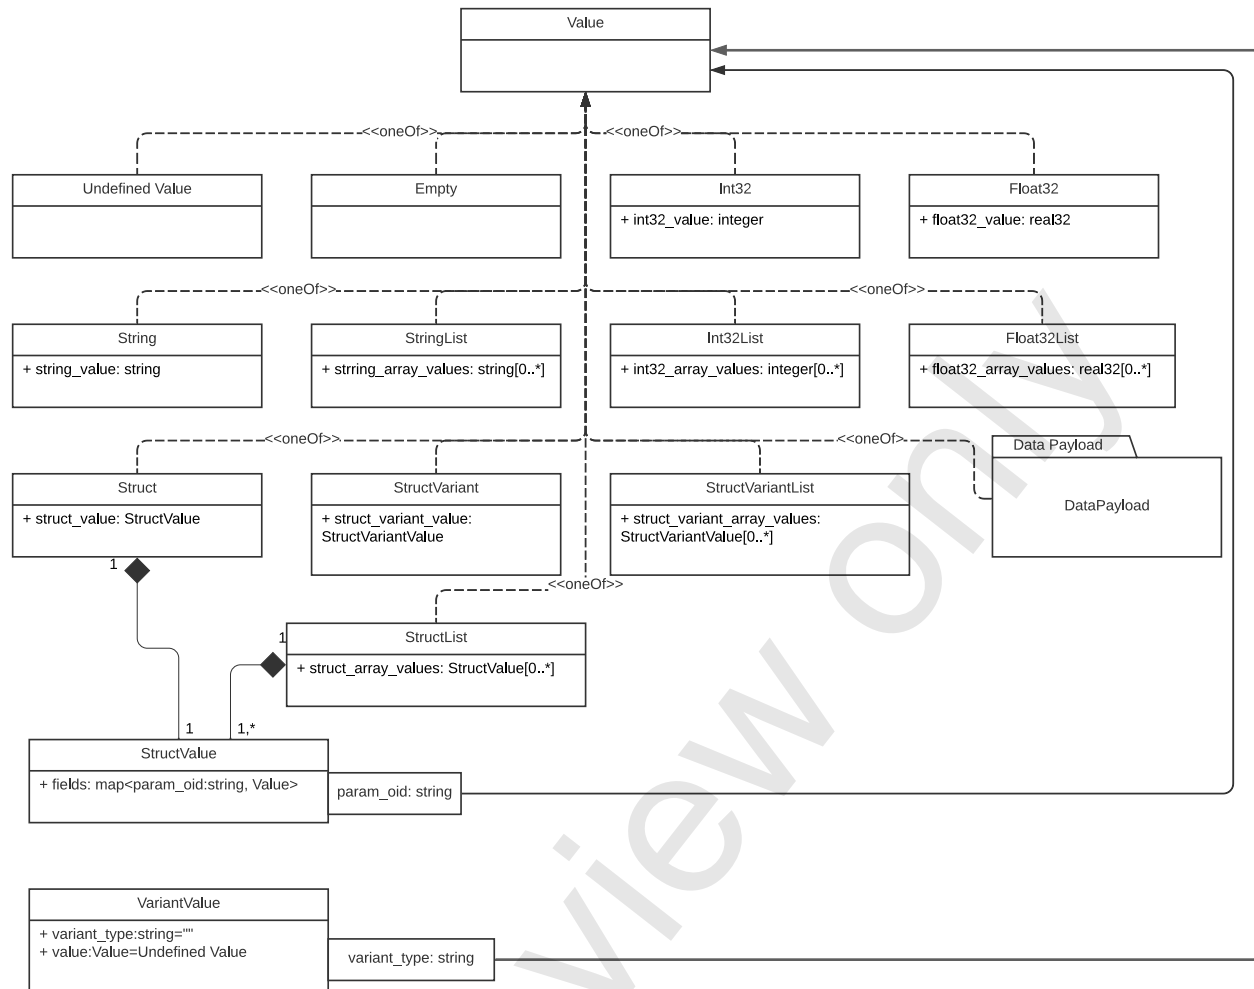 Value
<<oneOf>> <<oneOf>>
Undefined Value
Empty
Int32
+ int32_value: integer
Float32
+ float32_value: real32
<<oneOf>> <<oneOf>>
String
+ string_value: string
StringList
+ strring_array_values: string[0..*]
Int32List
+ int32_array_values: integer[0..*]
Float32List
+ float32_array_values: real32[0..*]
<<oneOf>> <<oneOf>
Struct
+ struct_value: StructValue
StructVariant
+ struct_variant_value:
StructVariantValue
StructVariantList
+ struct_variant_array_values:
StructVariantValue[0..*]
Data Payload
DataPayload
1
<<oneOf>>
1
StructList
+ struct_array_values: StructValue[0..*]
1
1,*
StructValue
+ fields: map<param_oid:string, Value>
param_oid: string
VariantValue
+ variant_type:string=""
+ value:Value=Undefined Value
variant_type: string
view only